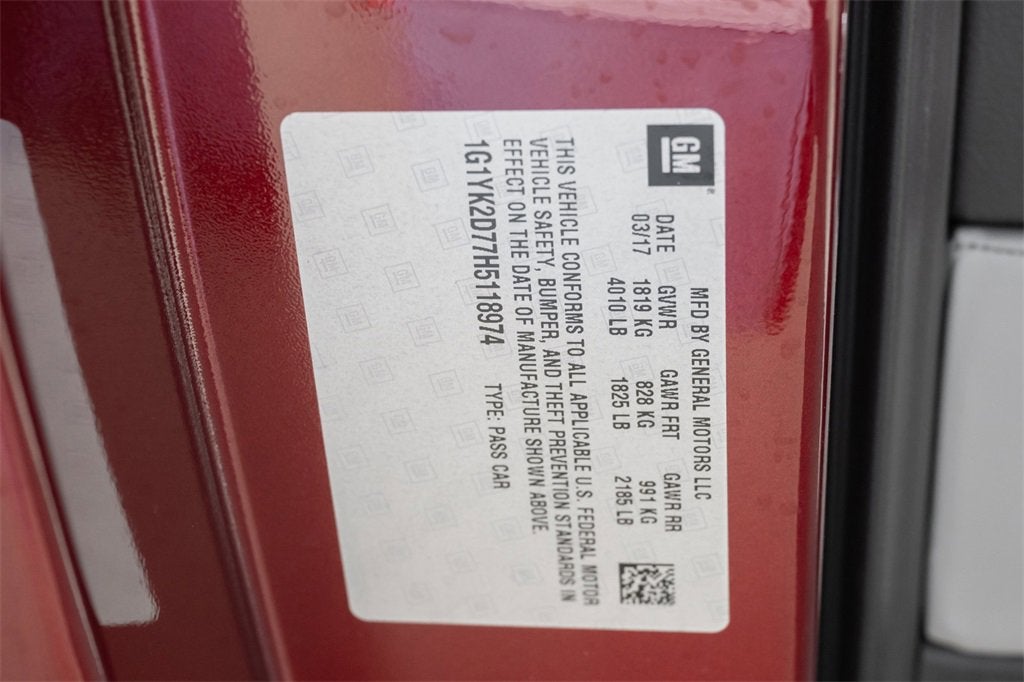 GM
MFD BY GENERAL MOTORS LLC
DATE GVWR GAWR FRT GAWR RR
03/17 1819 KG 828 KG 991 KG
4010 LB 1825 LB 2185 LB
THIS VEHICLE CONFORMS TO ALL APPLICABLE U.S. FEDERAL MOTOR
VEHICLE SAFETY, BUMPER, AND THEFT PREVENTION STANDARDS IN
EFFECT ON THE DATE OF MANUFACTURE SHOWN ABOVE.
1G1YK2D77H5118974 TYPE: PASS CAR